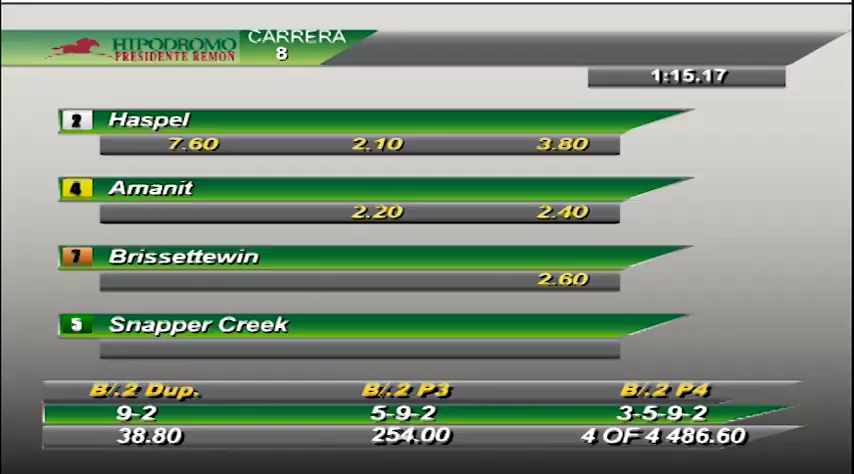 HIPODROMO
PRESIDENTE REMON
CARRERA
8
1:15.17
2 Haspel
7.60 2.10 3.80
4 Amanit
2.20 2.40
7 Brissettewin
2.60
5 Snapper Creek
B/.2 Dup. B/.2 P3 B/.2 P4
9-2 5-9-2 3-5-9-2
38.80 254.00 4 OF 4 486.60